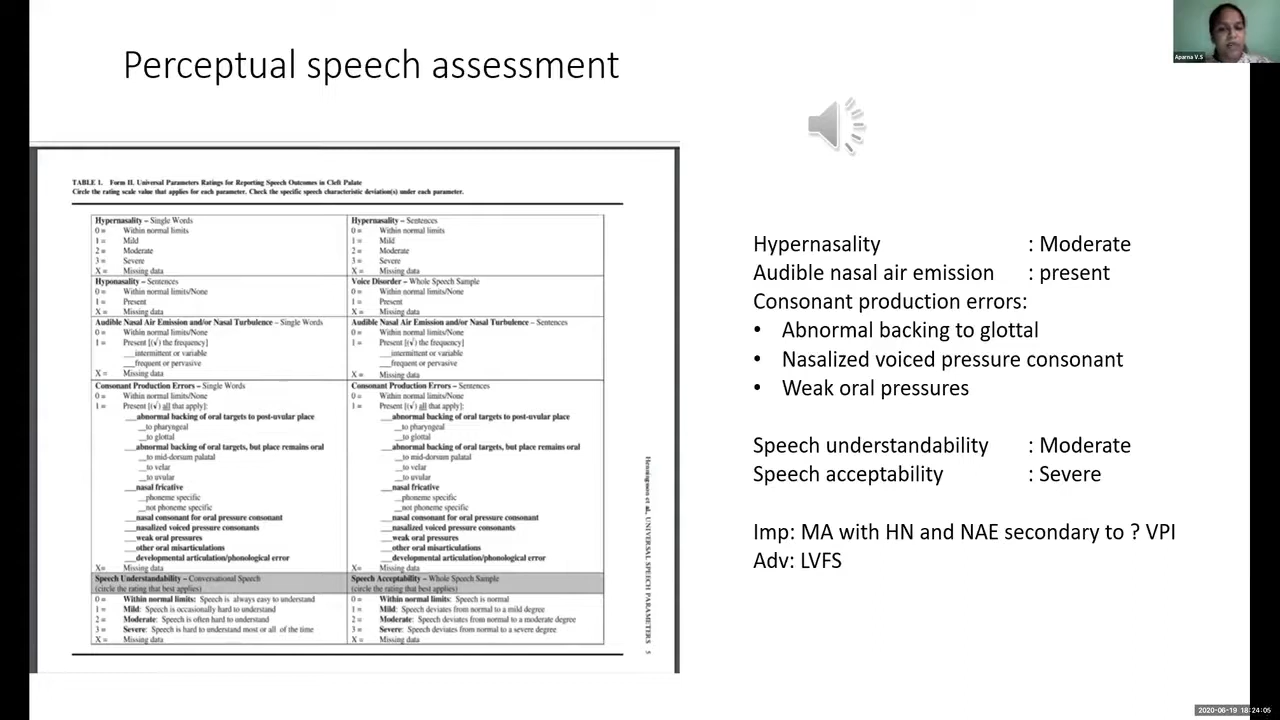 Perceptual speech assessment
Aparna V.S
TABLE 1. Form II. Universal Parameters Ratings for Reporting Speech Outcomes in Cleft Palate
Circle the rating scale value that applies for each parameter. Check the specific speech characteristic deviation(s) under each parameter.
Hypernasality – Single Words
0 = Within normal limits
1 = Mild
2 = Moderate
3 = Severe
X = Missing data
Hypernasality – Sentences
0 = Within normal limits
1 = Mild
2 = Moderate
3 = Severe
X = Missing data
Hyponasality – Sentences
0 = Within normal limits/None
1 = Present
X = Missing data
Voice Disorder – Whole Speech Sample
0 = Within normal limits/None
1 = Present
X = Missing data
Audible Nasal Air Emission and/or Nasal Turbulence – Single Words
0 = Within normal limits/None
1 = Present [(√) the frequency]
__intermittent or variable
__frequent or pervasive
X = Missing data
Audible Nasal Air Emission and/or Nasal Turbulence – Sentences
0 = Within normal limits/None
1 = Present [(√) the frequency]
__intermittent or variable
__frequent or pervasive
X = Missing data
Consonant Production Errors – Single Words
0 = Within normal limits/None
1 = Present [(√) all that apply]:
__abnormal backing of oral targets to post-uvular place
__to pharyngeal
__to glottal
__abnormal backing of oral targets, but place remains oral
__to mid-dorsum palatal
__to velar
__to uvular
__nasal fricative
__phoneme specific
__not phoneme specific
__nasal consonant for oral pressure consonant
__nasalized voiced pressure consonants
__weak oral pressures
__other oral misarticulations
__developmental articulation/phonological error
X= Missing data
Consonant Production Errors – Sentences
0 = Within normal limits/None
1 = Present [(√) all that apply]:
__abnormal backing of oral targets to post-uvular place
__to pharyngeal
__to glottal
__abnormal backing of oral targets, but place remains oral
__to mid-dorsum palatal
__to velar
__to uvular
__nasal fricative
__phoneme specific
__not phoneme specific
__nasal consonant for oral pressure consonant
__nasalized voiced pressure consonants
__weak oral pressures
__other oral misarticulations
__developmental articulation/phonological error
X= Missing data
Speech Understandability – Conversational Speech
(circle the rating that best applies)
0 = Within normal limits: Speech is always easy to understand
1 = Mild: Speech is occasionally hard to understand
2 = Moderate: Speech is often hard to understand
3 = Severe: Speech is hard to understand most or all of the time
X = Missing data
Speech Acceptability – Whole Speech Sample
(circle the rating that best applies)
0 = Within normal limits: Speech is normal
1 = Mild: Speech deviates from normal to a mild degree
2 = Moderate: Speech deviates from normal to a moderate degree
3 = Severe: Speech deviates from normal to a severe degree
X = Missing data
et al., UNIVERSAL SPEECH PARAMETERS 5
Hypernasality : Moderate
Audible nasal air emission : present
Consonant production errors:
• Abnormal backing to glottal
• Nasalized voiced pressure consonant
• Weak oral pressures
Speech understandability : Moderate
Speech acceptability : Severe
Imp: MA with HN and NAE secondary to ? VPI
Adv: LVFS
2020-06-19 18:24:05